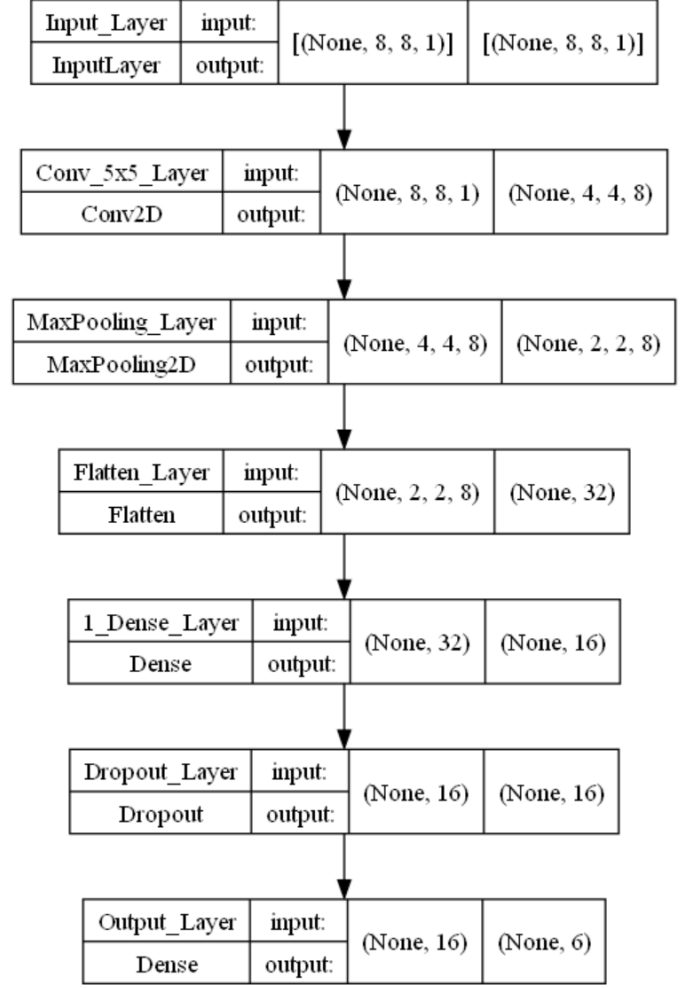 Input_Layer input: [(None, 8, 8, 1)] [(None, 8, 8, 1)]
InputLayer output:
Conv_5x5_Layer input: (None, 8, 8, 1) (None, 4, 4, 8)
Conv2D output:
MaxPooling_Layer input: (None, 4, 4, 8) (None, 2, 2, 8)
MaxPooling2D output:
Flatten_Layer input: (None, 2, 2, 8) (None, 32)
Flatten output:
1_Dense_Layer input: (None, 32) (None, 16)
Dense output:
Dropout_Layer input: (None, 16) (None, 16)
Dropout output:
Output_Layer input: (None, 16) (None, 6)
Dense output: